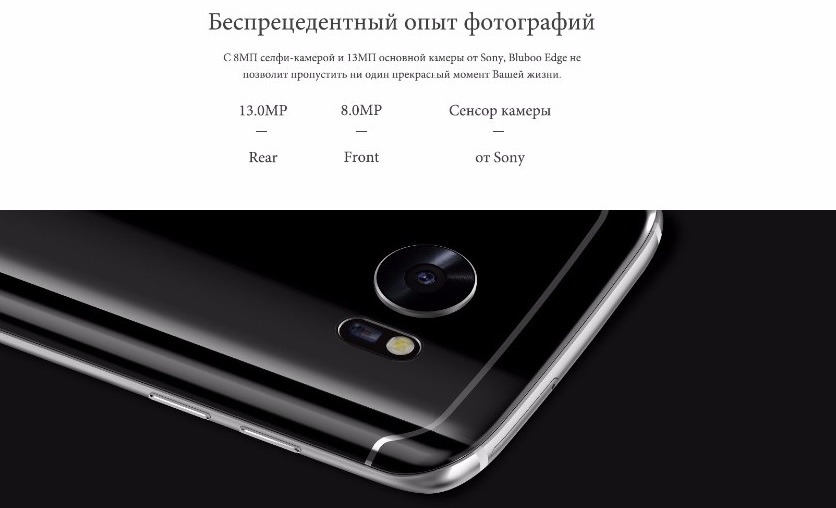 Беспрецедентный опыт фотографий
С 8МП селфи-камерой и 13МП основной камеры от Sony, Bluboo Edge не
позволит пропустить ни один прекрасный момент Вашей жизни.
13.0MP 8.0MP Сенсор камеры
— — —
Rear Front от Sony